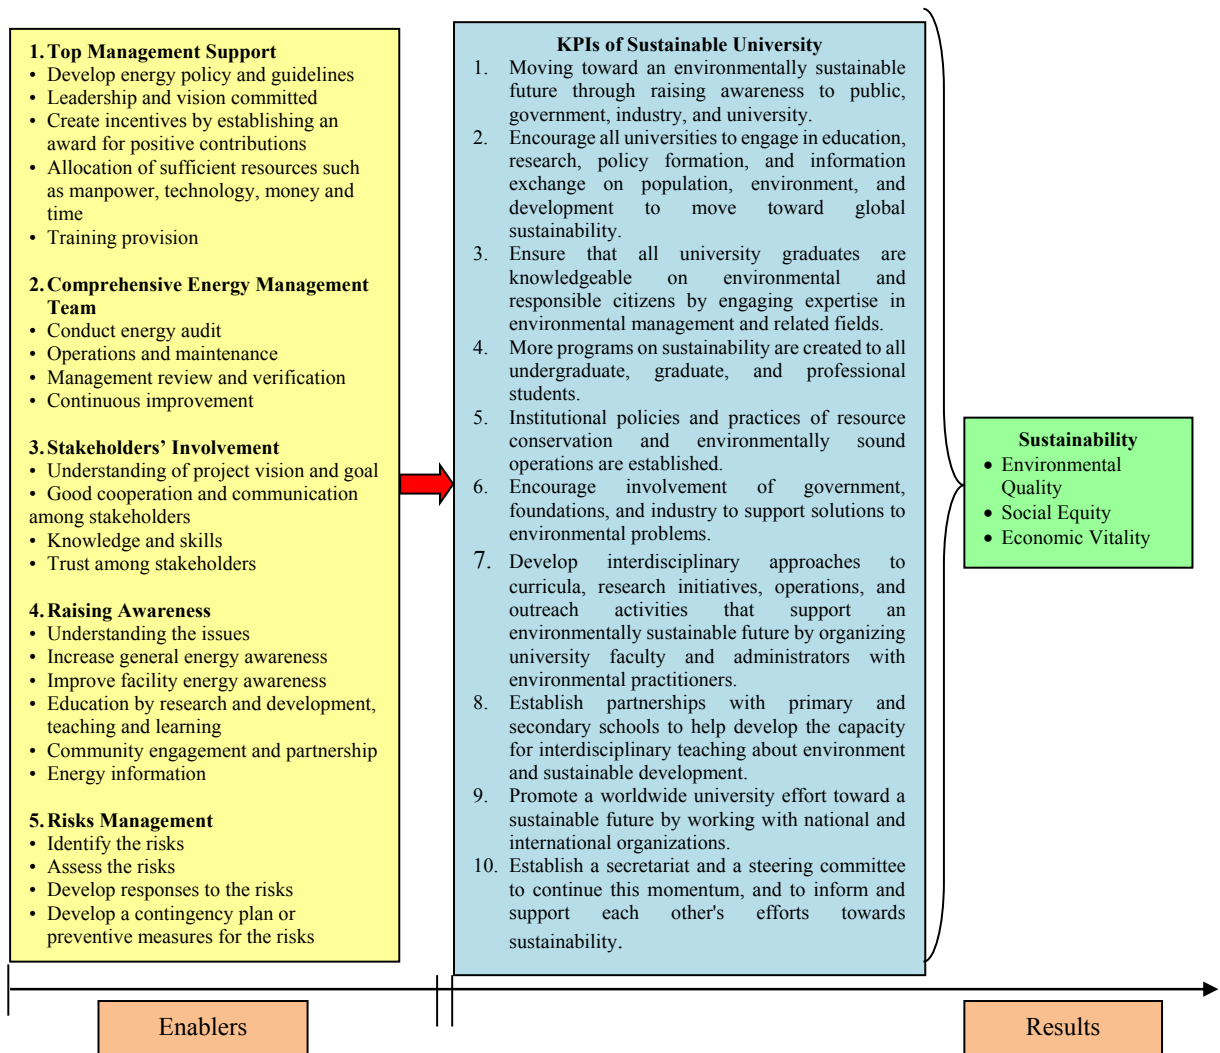 1. Top Management Support
• Develop energy policy and guidelines
• Leadership and vision committed
• Create incentives by establishing an
award for positive contributions
• Allocation of sufficient resources such
as manpower, technology, money and
time
• Training provision
2. Comprehensive Energy Management
Team
• Conduct energy audit
• Operations and maintenance
• Management review and verification
• Continuous improvement
3. Stakeholders’ Involvement
• Understanding of project vision and goal
• Good cooperation and communication
among stakeholders
• Knowledge and skills
• Trust among stakeholders
4. Raising Awareness
• Understanding the issues
• Increase general energy awareness
• Improve facility energy awareness
• Education by research and development,
teaching and learning
• Community engagement and partnership
• Energy information
5. Risks Management
• Identify the risks
• Assess the risks
• Develop responses to the risks
• Develop a contingency plan or
preventive measures for the risks
KPIs of Sustainable University
1. Moving toward an environmentally sustainable
future through raising awareness to public,
government, industry, and university.
2. Encourage all universities to engage in education,
research, policy formation, and information
exchange on population, environment, and
development to move toward global
sustainability.
3. Ensure that all university graduates are
knowledgeable on environmental and
responsible citizens by engaging expertise in
environmental management and related fields.
4. More programs on sustainability are created to all
undergraduate, graduate, and professional
students.
5. Institutional policies and practices of resource
conservation and environmentally sound
operations are established.
6. Encourage involvement of government,
foundations, and industry to support solutions to
environmental problems.
7. Develop interdisciplinary approaches to
curricula, research initiatives, operations, and
outreach activities that support an
environmentally sustainable future by organizing
university faculty and administrators with
environmental practitioners.
8. Establish partnerships with primary and
secondary schools to help develop the capacity
for interdisciplinary teaching about environment
and sustainable development.
9. Promote a worldwide university effort toward a
sustainable future by working with national and
international organizations.
10. Establish a secretariat and a steering committee
to continue this momentum, and to inform and
support each other's efforts towards
sustainability.
Sustainability
• Environmental
Quality
• Social Equity
• Economic Vitality
Enablers
Results